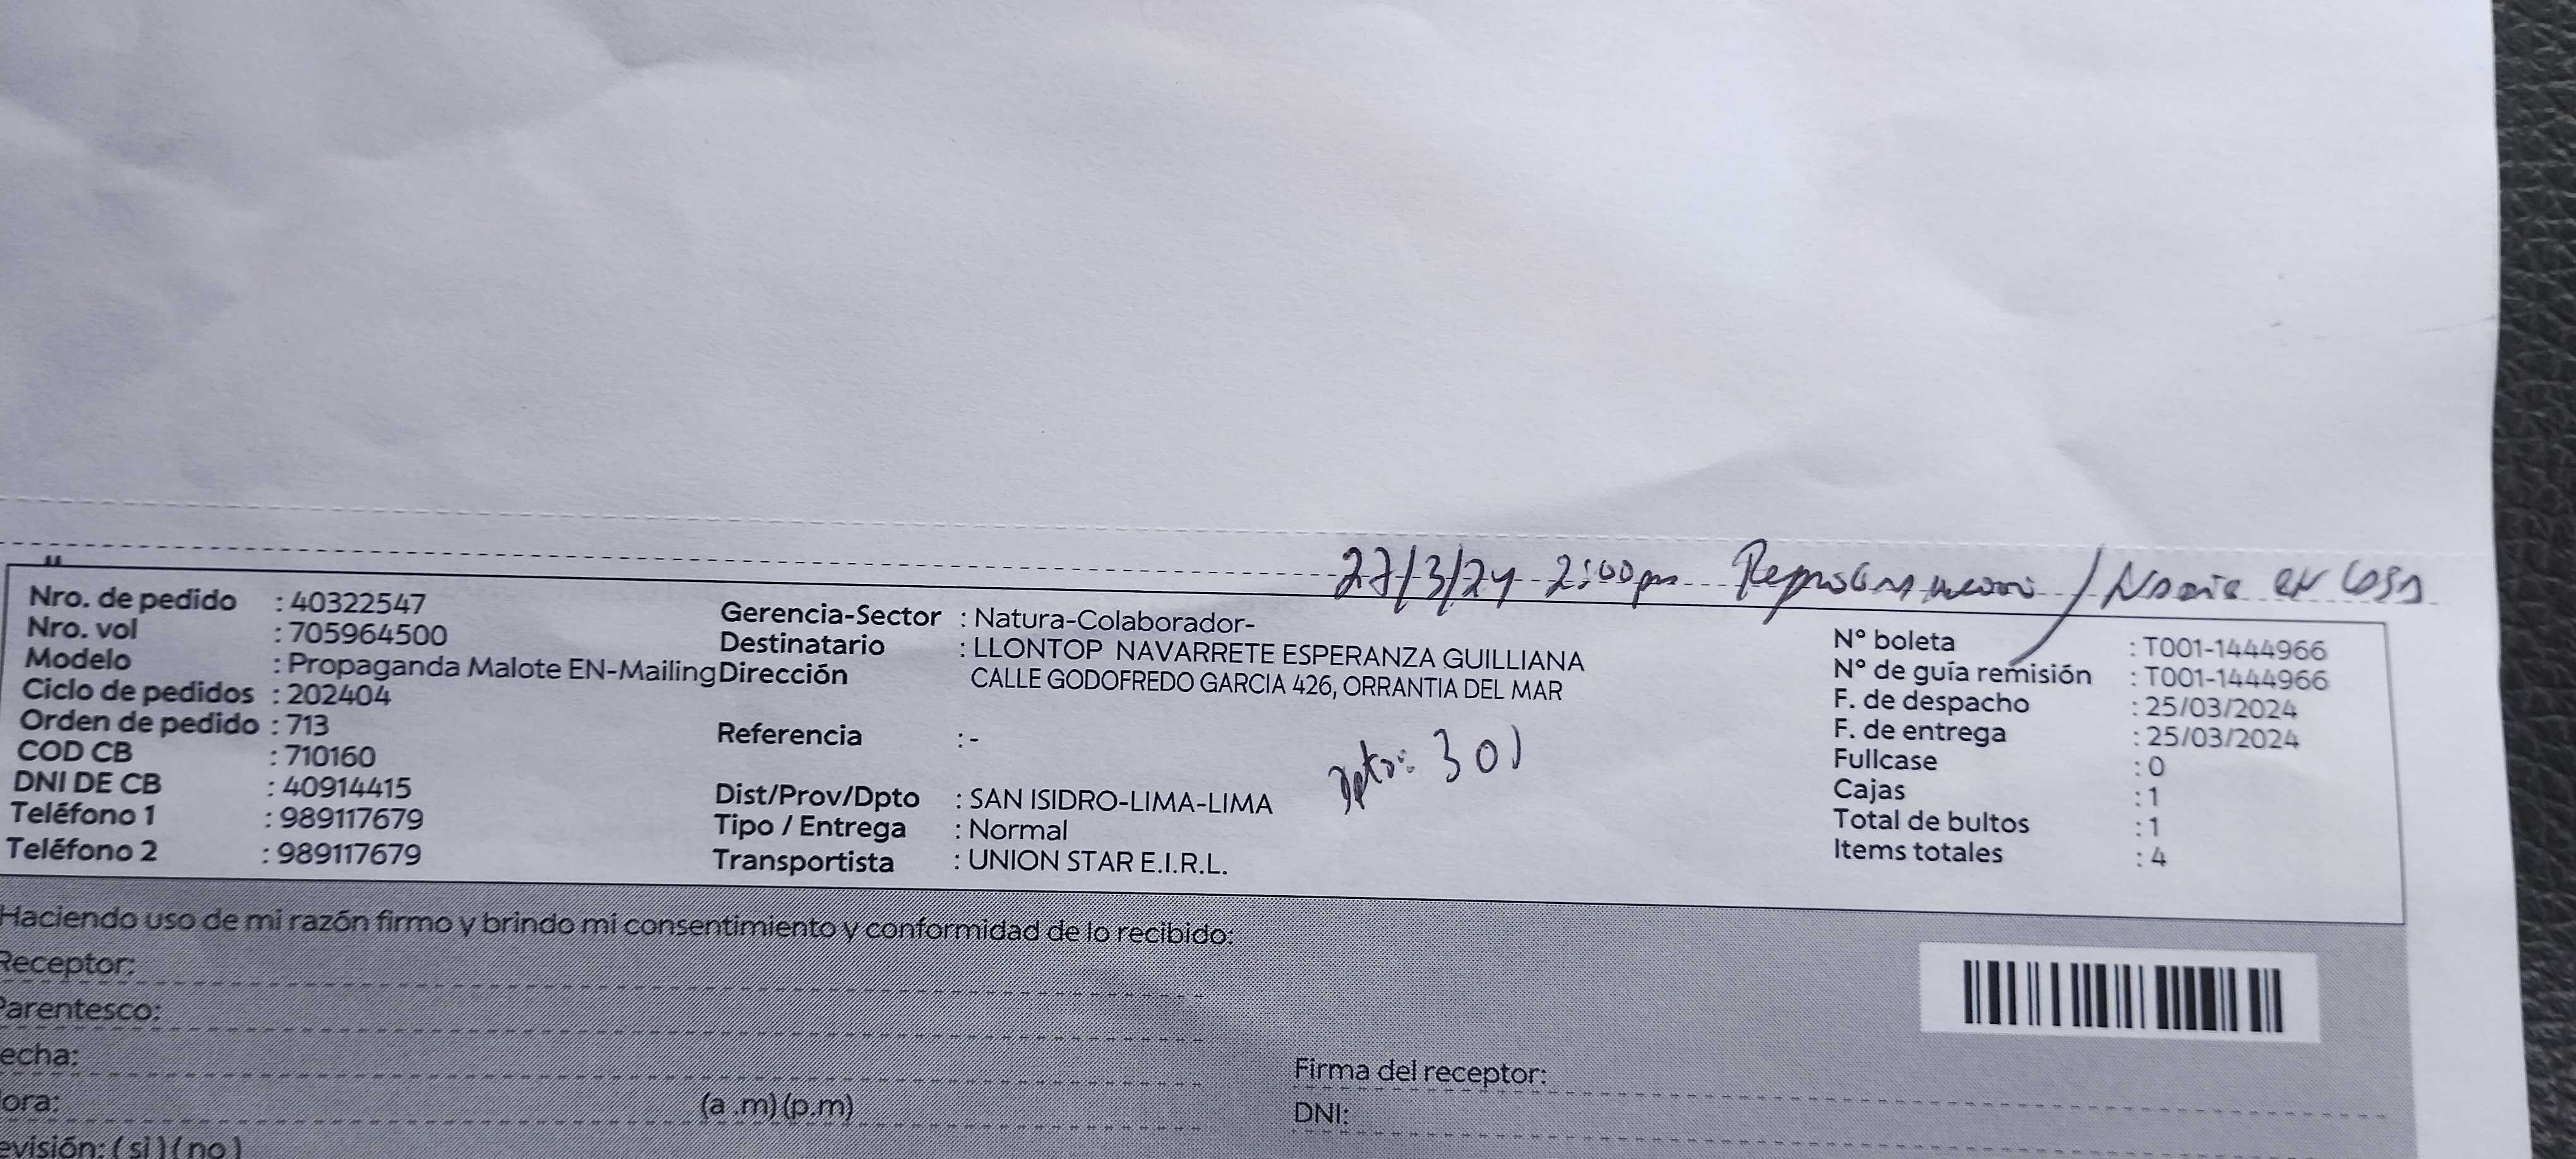 27/3/24 2:00pm Reprogramacion / Nadie en casa
Nro. de pedido : 40322547
Nro. vol : 705964500
Modelo : Propaganda Malote EN-Mailing
Ciclo de pedidos : 202404
Orden de pedido : 713
COD CB : 710160
DNI DE CB : 40914415
Teléfono 1 : 989117679
Teléfono 2 : 989117679
Gerencia-Sector : Natura-Colaborador-
Destinatario : LLONTOP NAVARRETE ESPERANZA GUILLIANA
Dirección CALLE GODOFREDO GARCIA 426, ORRANTIA DEL MAR
Referencia :-
Dpto: 301
Dist/Prov/Dpto : SAN ISIDRO-LIMA-LIMA
Tipo / Entrega : Normal
Transportista : UNION STAR E.I.R.L.
N° boleta : T001-1444966
N° de guía remisión : T001-1444966
F. de despacho : 25/03/2024
F. de entrega : 25/03/2024
Fullcase : 0
Cajas : 1
Total de bultos : 1
Items totales : 4
Haciendo uso de mi razón firmo y brindo mi consentimiento y conformidad de lo recibido:
Receptor:
Parentesco:
echa:
ora: (a .m) (p.m)
evisión: ( si ) ( no )
Firma del receptor:
DNI: